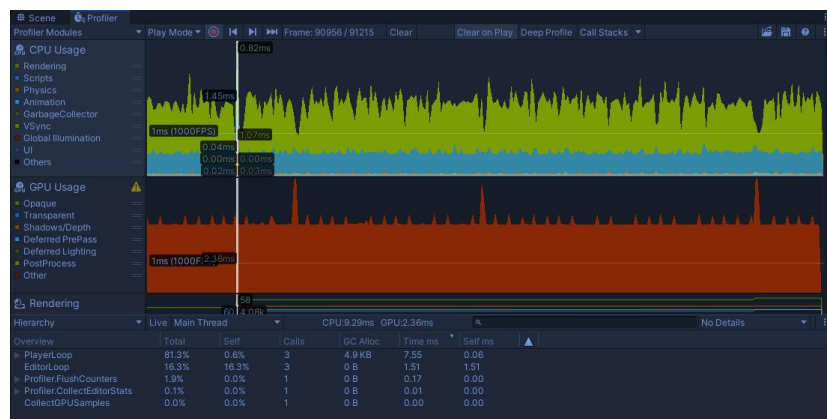 Scene Profiler
Profiler Modules Play Mode Frame: 90956 / 91215 Clear Clear on Play Deep Profile Call Stacks
CPU Usage
Rendering
Scripts
Physics
Animation
GarbageCollector
VSync
Global Illumination
UI
Others
0.82ms
1.45ms
1ms (1000FPS)
1.07ms
0.04ms
0.00ms 0.00ms
0.02ms 0.03ms
GPU Usage
Opaque
Transparent
Shadows/Depth
Deferred PrePass
Deferred Lighting
PostProcess
Other
1ms (1000F 2.36ms
Rendering
58
60 4.08k
Hierarchy Live Main Thread CPU:9.29ms GPU:2.36ms No Details
Overview Total Self Calls GC Alloc Time ms Self ms
PlayerLoop 81.3% 0.6% 3 4.9 KB 7.55 0.06
EditorLoop 16.3% 16.3% 3 0 B 1.51 1.51
Profiler.FlushCounters 1.9% 0.0% 1 0 B 0.17 0.00
Profiler.CollectEditorStats 0.1% 0.0% 1 0 B 0.01 0.00
CollectGPUSamples 0.0% 0.0% 1 0 B 0.00 0.00